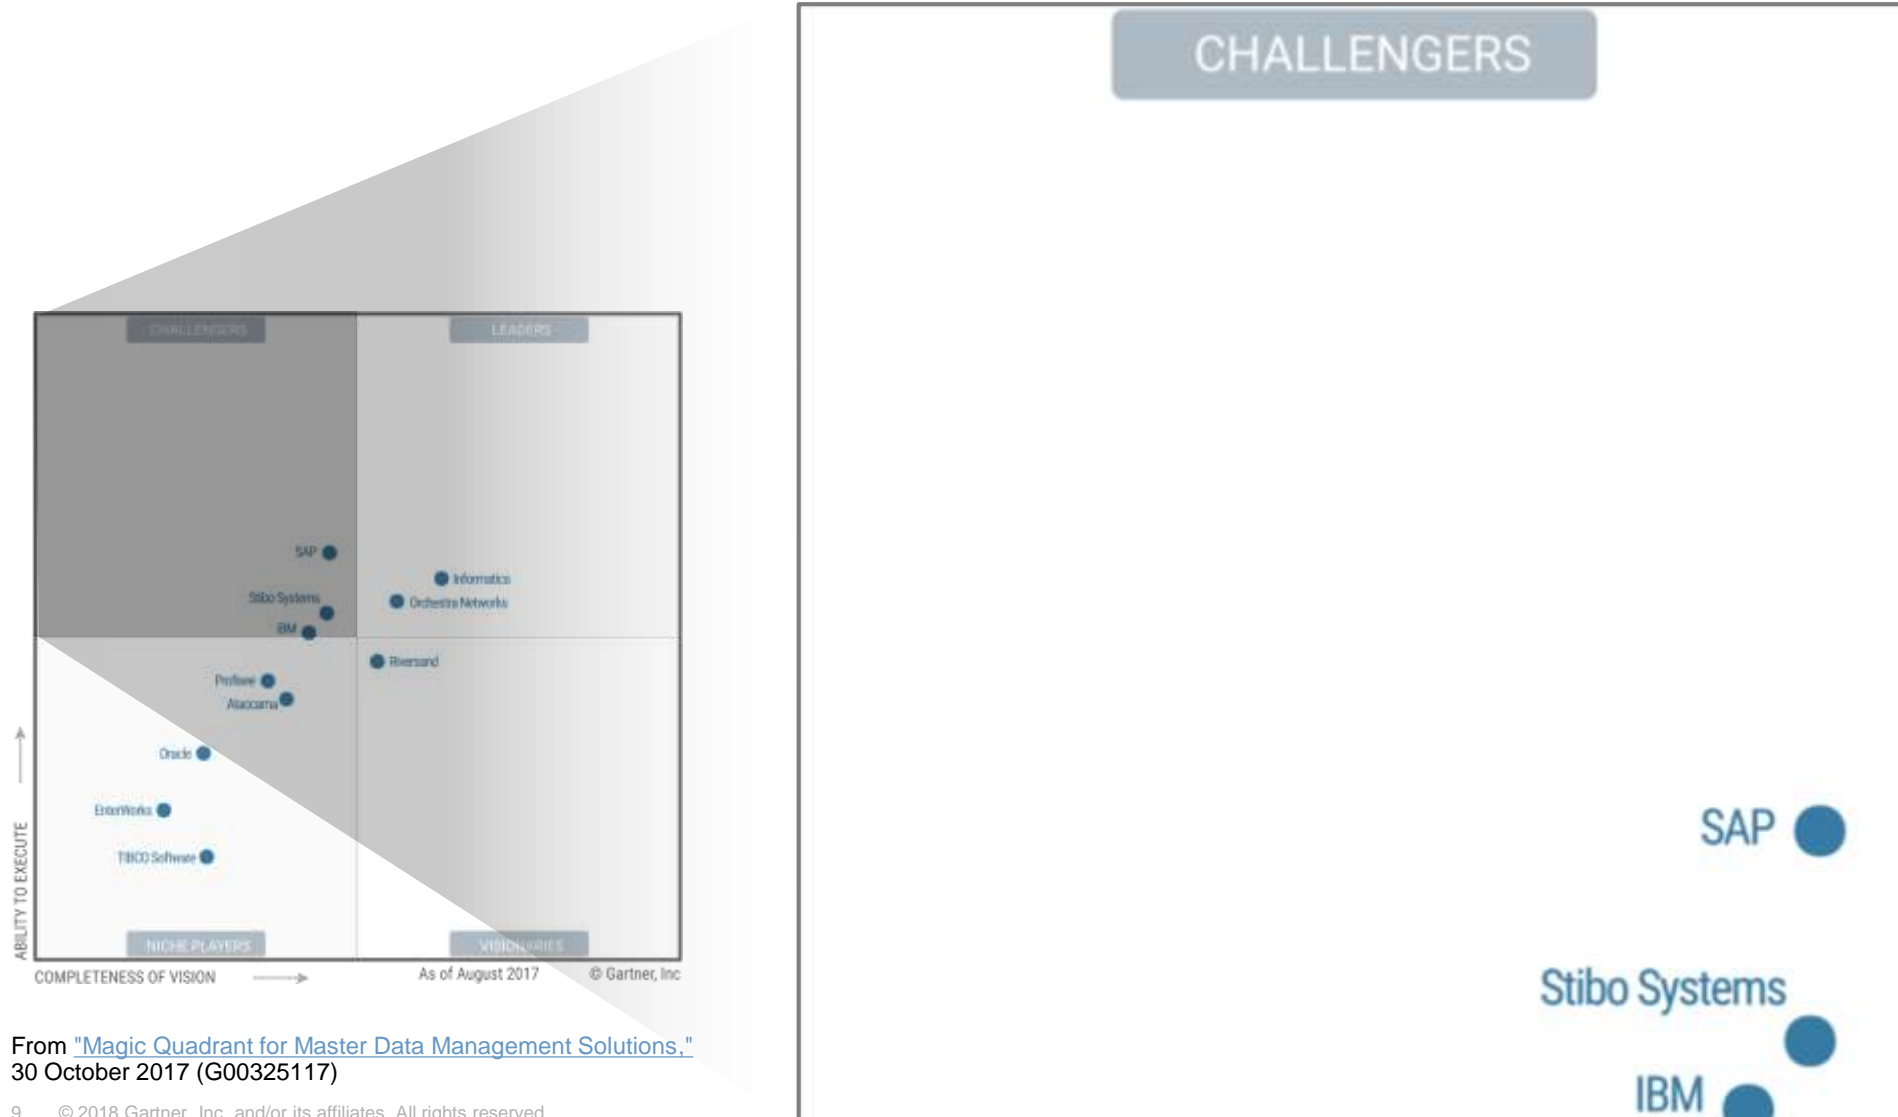 CHALLENGERS
LEADERS
SAP
Informatica
Stibo Systems
Orchestra Networks
IBM
Riversand
Profisee
Ataccama
Oracle
EnterWorks
TIBCO Software
ABILITY TO EXECUTE
NICHE PLAYERS
VISIONARIES
COMPLETENESS OF VISION
As of August 2017
© Gartner, Inc
From "Magic Quadrant for Master Data Management Solutions,"
30 October 2017 (G00325117)
9 © 2018 Gartner, Inc. and/or its affiliates. All rights reserved.
CHALLENGERS
SAP
Stibo Systems
IBM